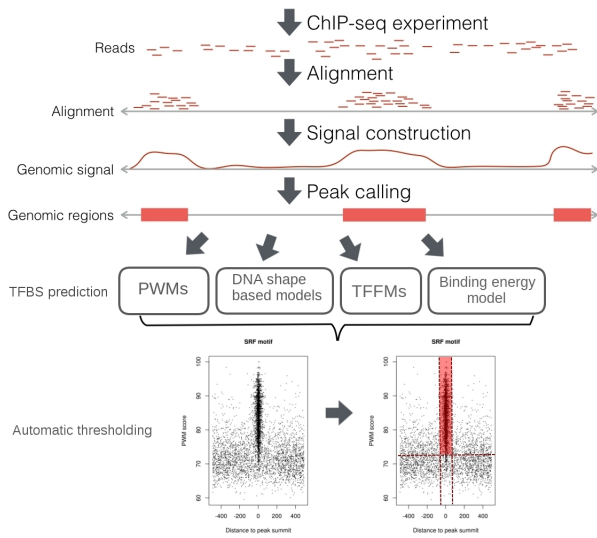 ChIP-seq experiment
Reads
Alignment
Alignment
Signal construction
Genomic signal
Peak calling
Genomic regions
TFBS prediction
PWMs
DNA shape
based models
TFFMs
Binding energy
model
Automatic thresholding
SRF motif
PWM score
100
90
80
70
60
-400 -200 0 200 400
Distance to peak summit
SRF motif
PWM score
100
90
80
70
60
-400 -200 0 200 400
Distance to peak summit